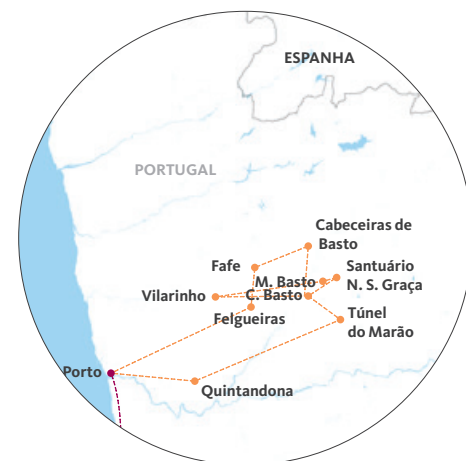 ESPANHA
PORTUGAL
Cabeceiras de
Basto
Fafe
Santuário
N. S. Graça
M. Basto
C. Basto
Vilarinho
Felgueiras
Túnel
do Marão
Porto
Quintandona